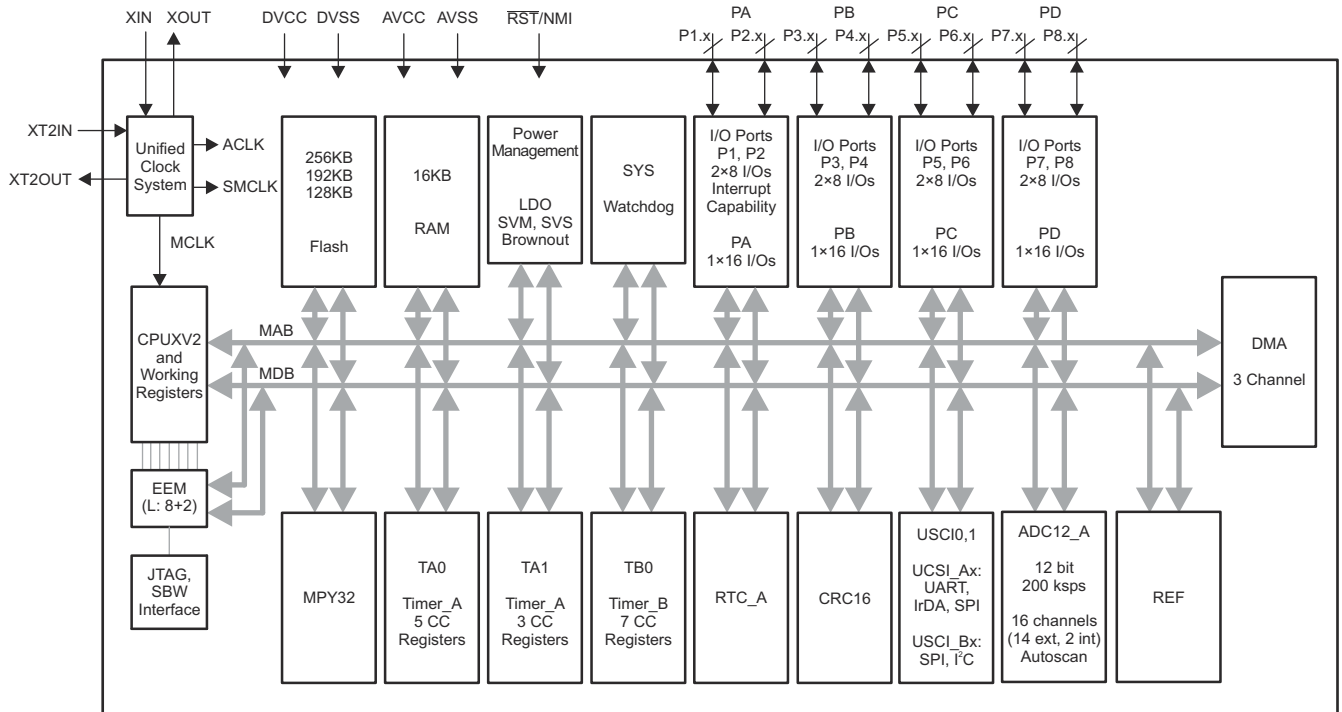 XIN XOUT DVCC DVSS AVCC AVSS RST/NMI PA PB PC PD
P1.x P2.x P3.x P4.x P5.x P6.x P7.x P8.x
XT2IN
XT2OUT
Unified
Clock
System
ACLK
SMCLK
MCLK
256KB
192KB
128KB
Flash
16KB
RAM
Power
Management
LDO
SVM, SVS
Brownout
SYS
Watchdog
I/O Ports
P1, P2
2×8 I/Os
Interrupt
Capability
PA
1×16 I/Os
I/O Ports
P3, P4
2×8 I/Os
PB
1×16 I/Os
I/O Ports
P5, P6
2×8 I/Os
PC
1×16 I/Os
I/O Ports
P7, P8
2×8 I/Os
PD
1×16 I/Os
CPUXV2
and
Working
Registers
MAB
MDB
DMA
3 Channel
EEM
(L: 8+2)
JTAG,
SBW
Interface
MPY32
TA0
Timer_A
5 CC
Registers
TA1
Timer_A
3 CC
Registers
TB0
Timer_B
7 CC
Registers
RTC_A
CRC16
USCI0,1
UCSI_Ax:
UART,
IrDA, SPI
USCI_Bx:
SPI, I²C
ADC12_A
12 bit
200 ksps
16 channels
(14 ext, 2 int)
Autoscan
REF